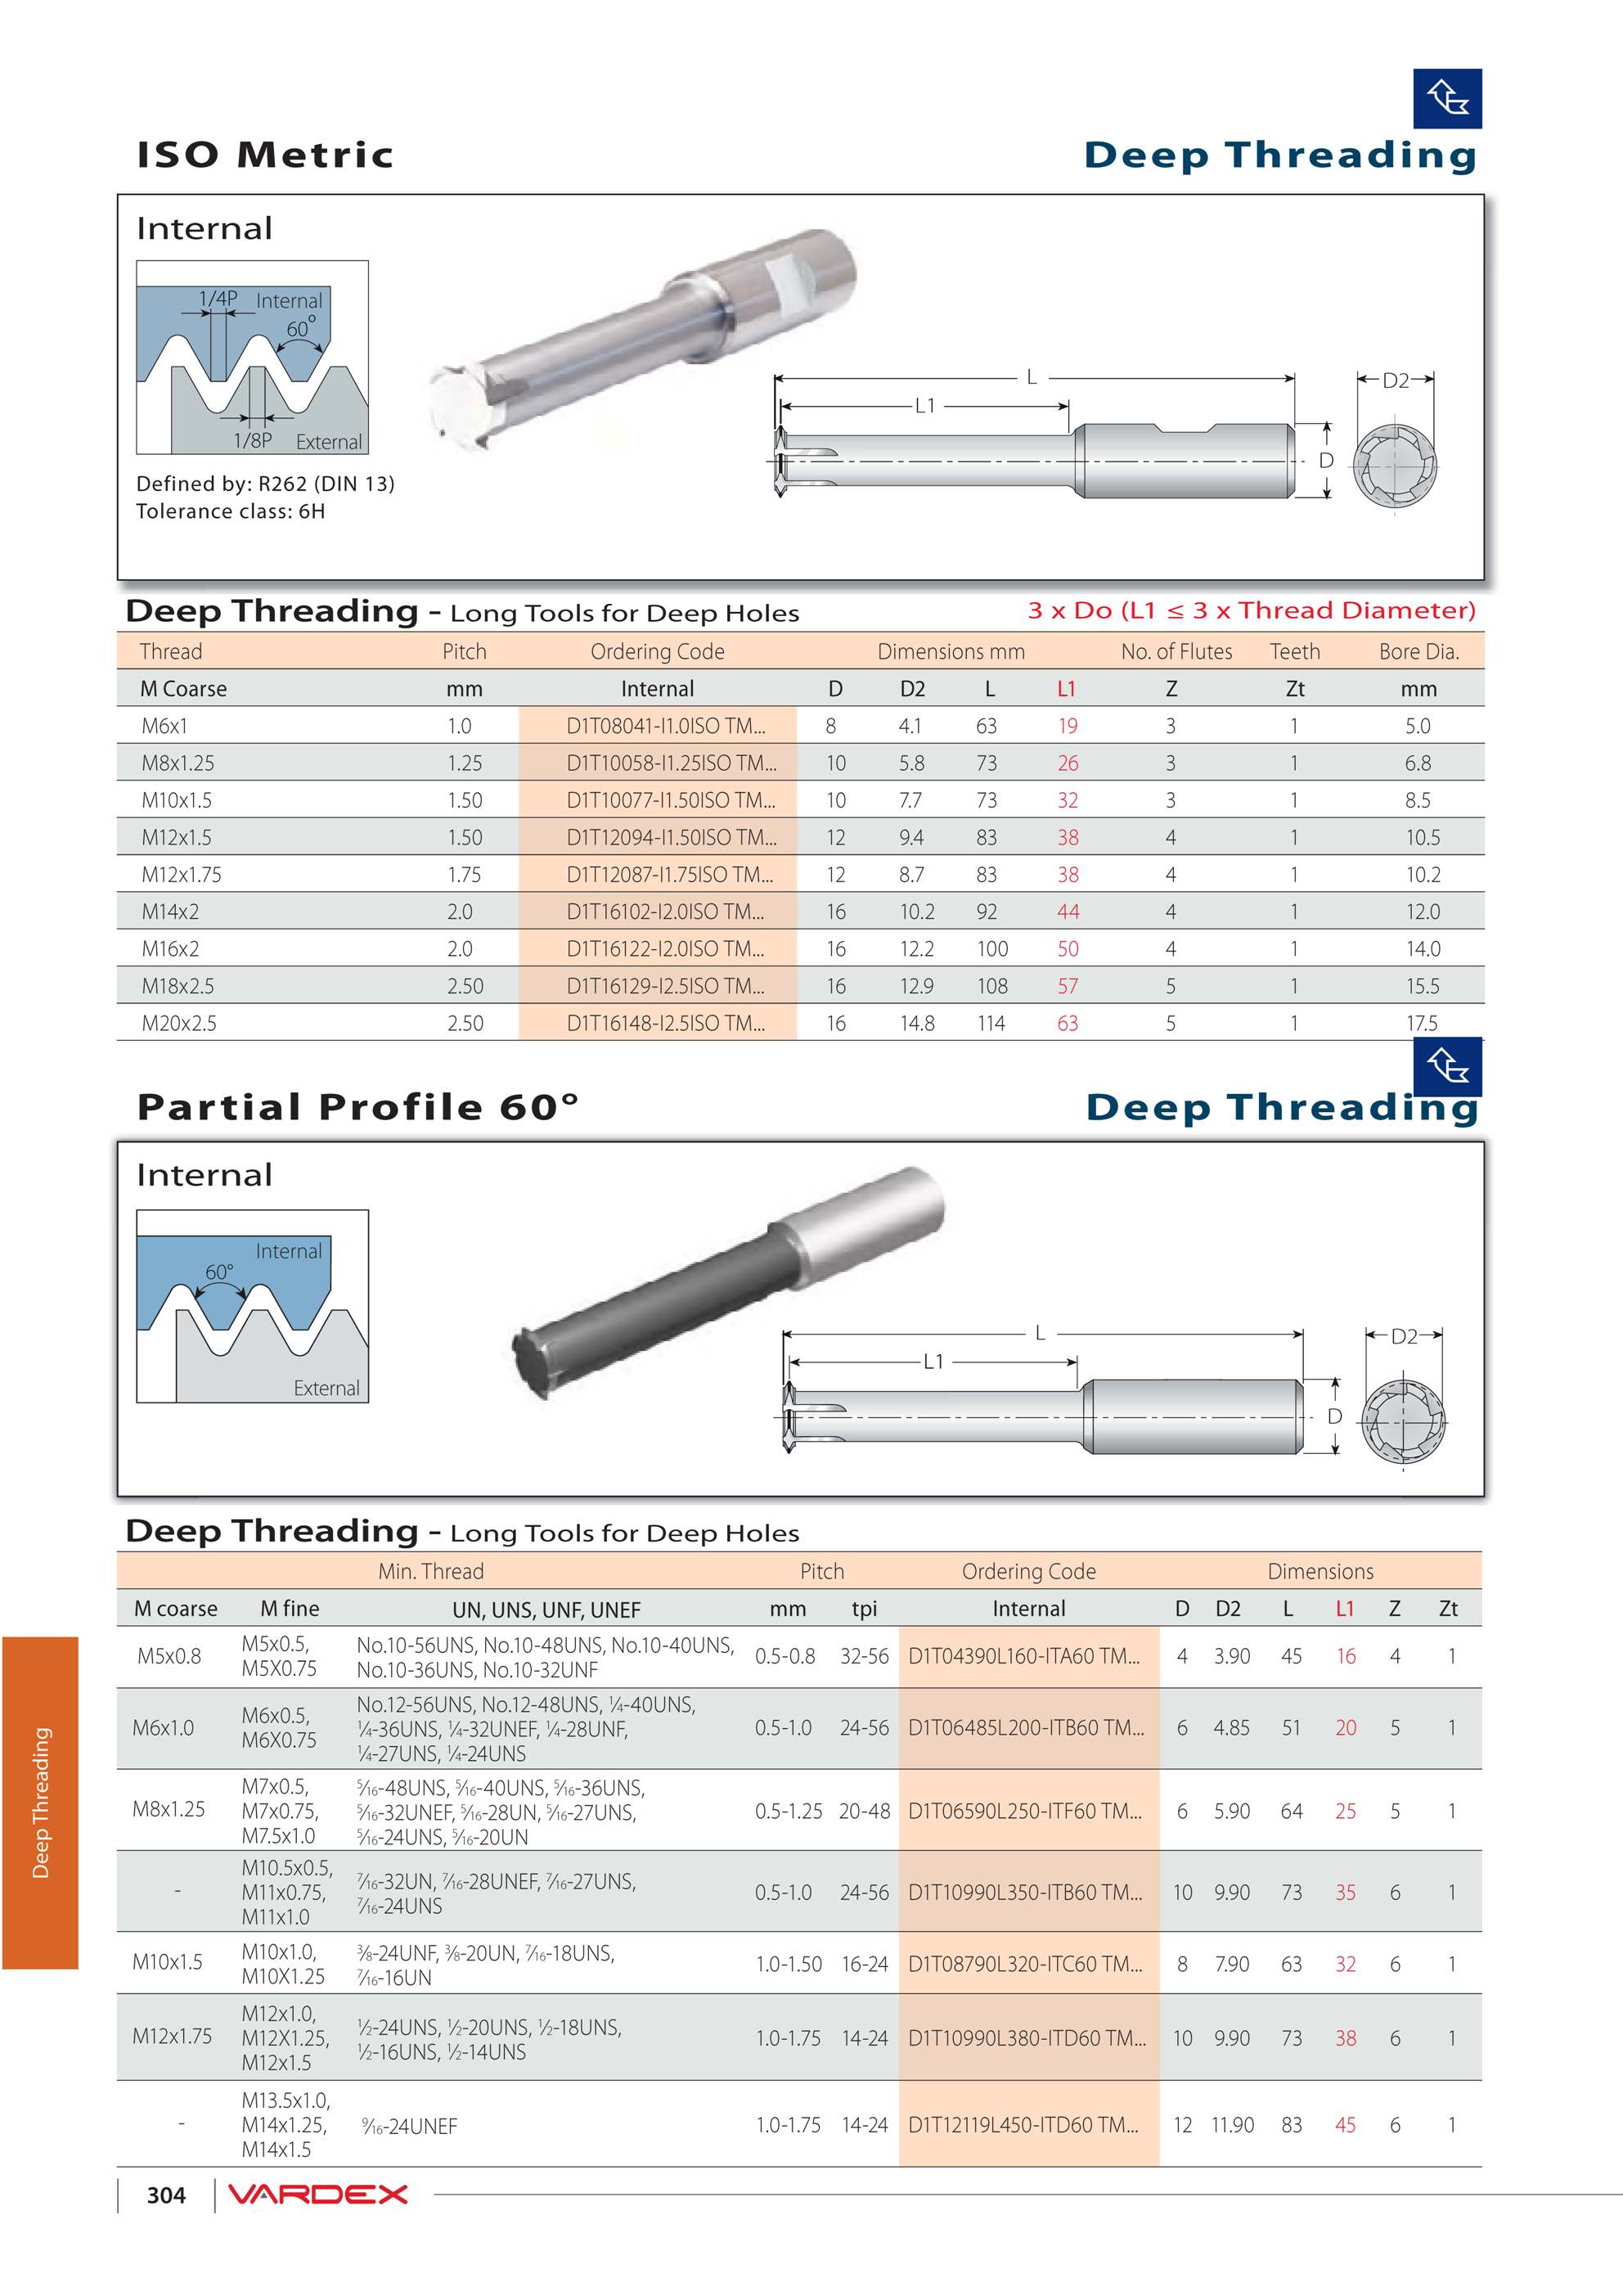 ISO Metric
Deep Threading
Internal
1/4P Internal
60°
1/8P External
Defined by: R262 (DIN 13)
Tolerance class: 6H
L
L1
D
D2
Deep Threading - Long Tools for Deep Holes 3 x Do (L1 ≤ 3 x Thread Diameter)
Thread Pitch Ordering Code Dimensions mm No. of Flutes Teeth Bore Dia.
M Coarse mm Internal D D2 L L1 Z Zt mm
M6x1 1.0 D1T08041-I1.0ISO TM... 8 4.1 63 19 3 1 5.0
M8x1.25 1.25 D1T10058-I1.25ISO TM... 10 5.8 73 26 3 1 6.8
M10x1.5 1.50 D1T10077-I1.50ISO TM... 10 7.7 73 32 3 1 8.5
M12x1.5 1.50 D1T12094-I1.50ISO TM... 12 9.4 83 38 4 1 10.5
M12x1.75 1.75 D1T12087-I1.75ISO TM... 12 8.7 83 38 4 1 10.2
M14x2 2.0 D1T16102-I2.0ISO TM... 16 10.2 92 44 4 1 12.0
M16x2 2.0 D1T16122-I2.0ISO TM... 16 12.2 100 50 4 1 14.0
M18x2.5 2.50 D1T16129-I2.5ISO TM... 16 12.9 108 57 5 1 15.5
M20x2.5 2.50 D1T16148-I2.5ISO TM... 16 14.8 114 63 5 1 17.5
Partial Profile 60°
Deep Threading
Internal
Internal
60°
External
L
L1
D
D2
Deep Threading - Long Tools for Deep Holes
Min. Thread Pitch Ordering Code Dimensions
M coarse M fine UN, UNS, UNF, UNEF mm tpi Internal D D2 L L1 Z Zt
M5x0.8 M5x0.5, M5X0.75 No.10-56UNS, No.10-48UNS, No.10-40UNS, No.10-36UNS, No.10-32UNF 0.5-0.8 32-56 D1T04390L160-ITA60 TM... 4 3.90 45 16 4 1
M6x1.0 M6x0.5, M6X0.75 No.12-56UNS, No.12-48UNS, ¼-40UNS, ¼-36UNS, ¼-32UNEF, ¼-28UNF, ¼-27UNS, ¼-24UNS 0.5-1.0 24-56 D1T06485L200-ITB60 TM... 6 4.85 51 20 5 1
M8x1.25 M7x0.5, M7x0.75, M7.5x1.0 5⁄16-48UNS, 5⁄16-40UNS, 5⁄16-36UNS, 5⁄16-32UNEF, 5⁄16-28UN, 5⁄16-27UNS, 5⁄16-24UNS, 5⁄16-20UN 0.5-1.25 20-48 D1T06590L250-ITF60 TM... 6 5.90 64 25 5 1
- M10.5x0.5, M11x0.75, M11x1.0 7⁄16-32UN, 7⁄16-28UNEF, 7⁄16-27UNS, 7⁄16-24UNS 0.5-1.0 24-56 D1T10990L350-ITB60 TM... 10 9.90 73 35 6 1
M10x1.5 M10x1.0, M10X1.25 ⅜-24UNF, ⅜-20UN, 7⁄16-18UNS, 7⁄16-16UN 1.0-1.50 16-24 D1T08790L320-ITC60 TM... 8 7.90 63 32 6 1
M12x1.75 M12x1.0, M12X1.25, M12x1.5 ½-24UNS, ½-20UNS, ½-18UNS, ½-16UNS, ½-14UNS 1.0-1.75 14-24 D1T10990L380-ITD60 TM... 10 9.90 73 38 6 1
- M13.5x1.0, M14x1.25, M14x1.5 9⁄16-24UNEF 1.0-1.75 14-24 D1T12119L450-ITD60 TM... 12 11.90 83 45 6 1
Deep Threading
304 VARDEX